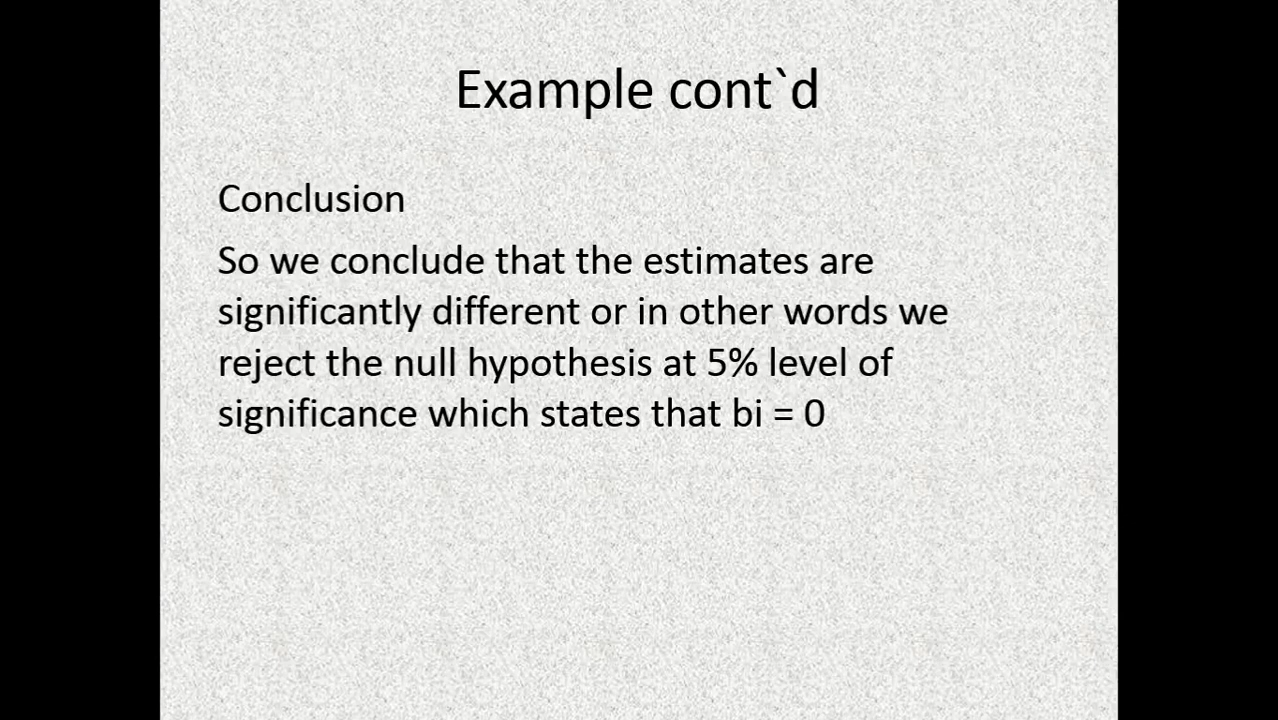 Example cont`d
Conclusion
So we conclude that the estimates are
significantly different or in other words we
reject the null hypothesis at 5% level of
significance which states that bi = 0